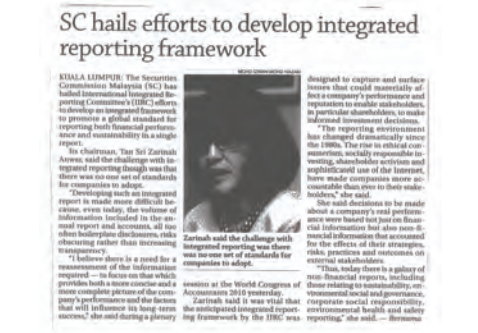 SC hails efforts to develop integrated
reporting framework
KUALA LUMPUR: The Securities
Commission Malaysia (SC) has
hailed International Integrated Re-
porting Committee's (IIRC) efforts
to develop an integrated framework
to promote a global standard for
reporting both financial perform-
ance and sustainability in a single
report.
Its chairman, Tan Sri Zarinah
Anwar, said the challenge with in-
tegrated reporting though was that
there was no one set of standards
for companies to adopt.
"Developing such an integrated
report is made more difficult be-
cause, even today, the volume of
information included in the an-
nual report and accounts, all too
often boilerplate disclosures, risks
obscuring rather than increasing
transparency.
"I believe there is a need for a
reassessment of the information
required — to focus on that which
provides both a more concise and a
more complete picture of the com-
pany's performance and the factors
that will influence its long-term
success," she said during a plenary
Zarinah said the challenge with
integrated reporting was there
was no one set of standards for
companies to adopt.
session at the World Congress of
Accountants 2010 yesterday.
Zarinah said it was vital that
the anticipated integrated report-
ing framework by the IIRC was
designed to capture and surface
issues that could materially af-
fect a company's performance and
reputation to enable stakeholders,
in particular shareholders, to make
informed investment decisions.
"The reporting environment
has changed dramatically since
the 1980s. The rise in ethical con-
sumerism, socially responsible in-
vesting, shareholder activism and
sophisticated use of the Internet,
have made companies more ac-
countable than ever to their stake-
holders," she said.
She said decisions to be made
about a company's real perform-
ance were based not just on finan-
cial information but also non-fi-
nancial information that accounted
for the effects of their strategies,
risks, practices and outcomes on
external stakeholders.
"Thus, today there is a galaxy of
non-financial reports, including
those relating to sustainability, en-
vironmental social and governance,
corporate social responsibility,
environmental health and safety
reporting," she said. — Bernama